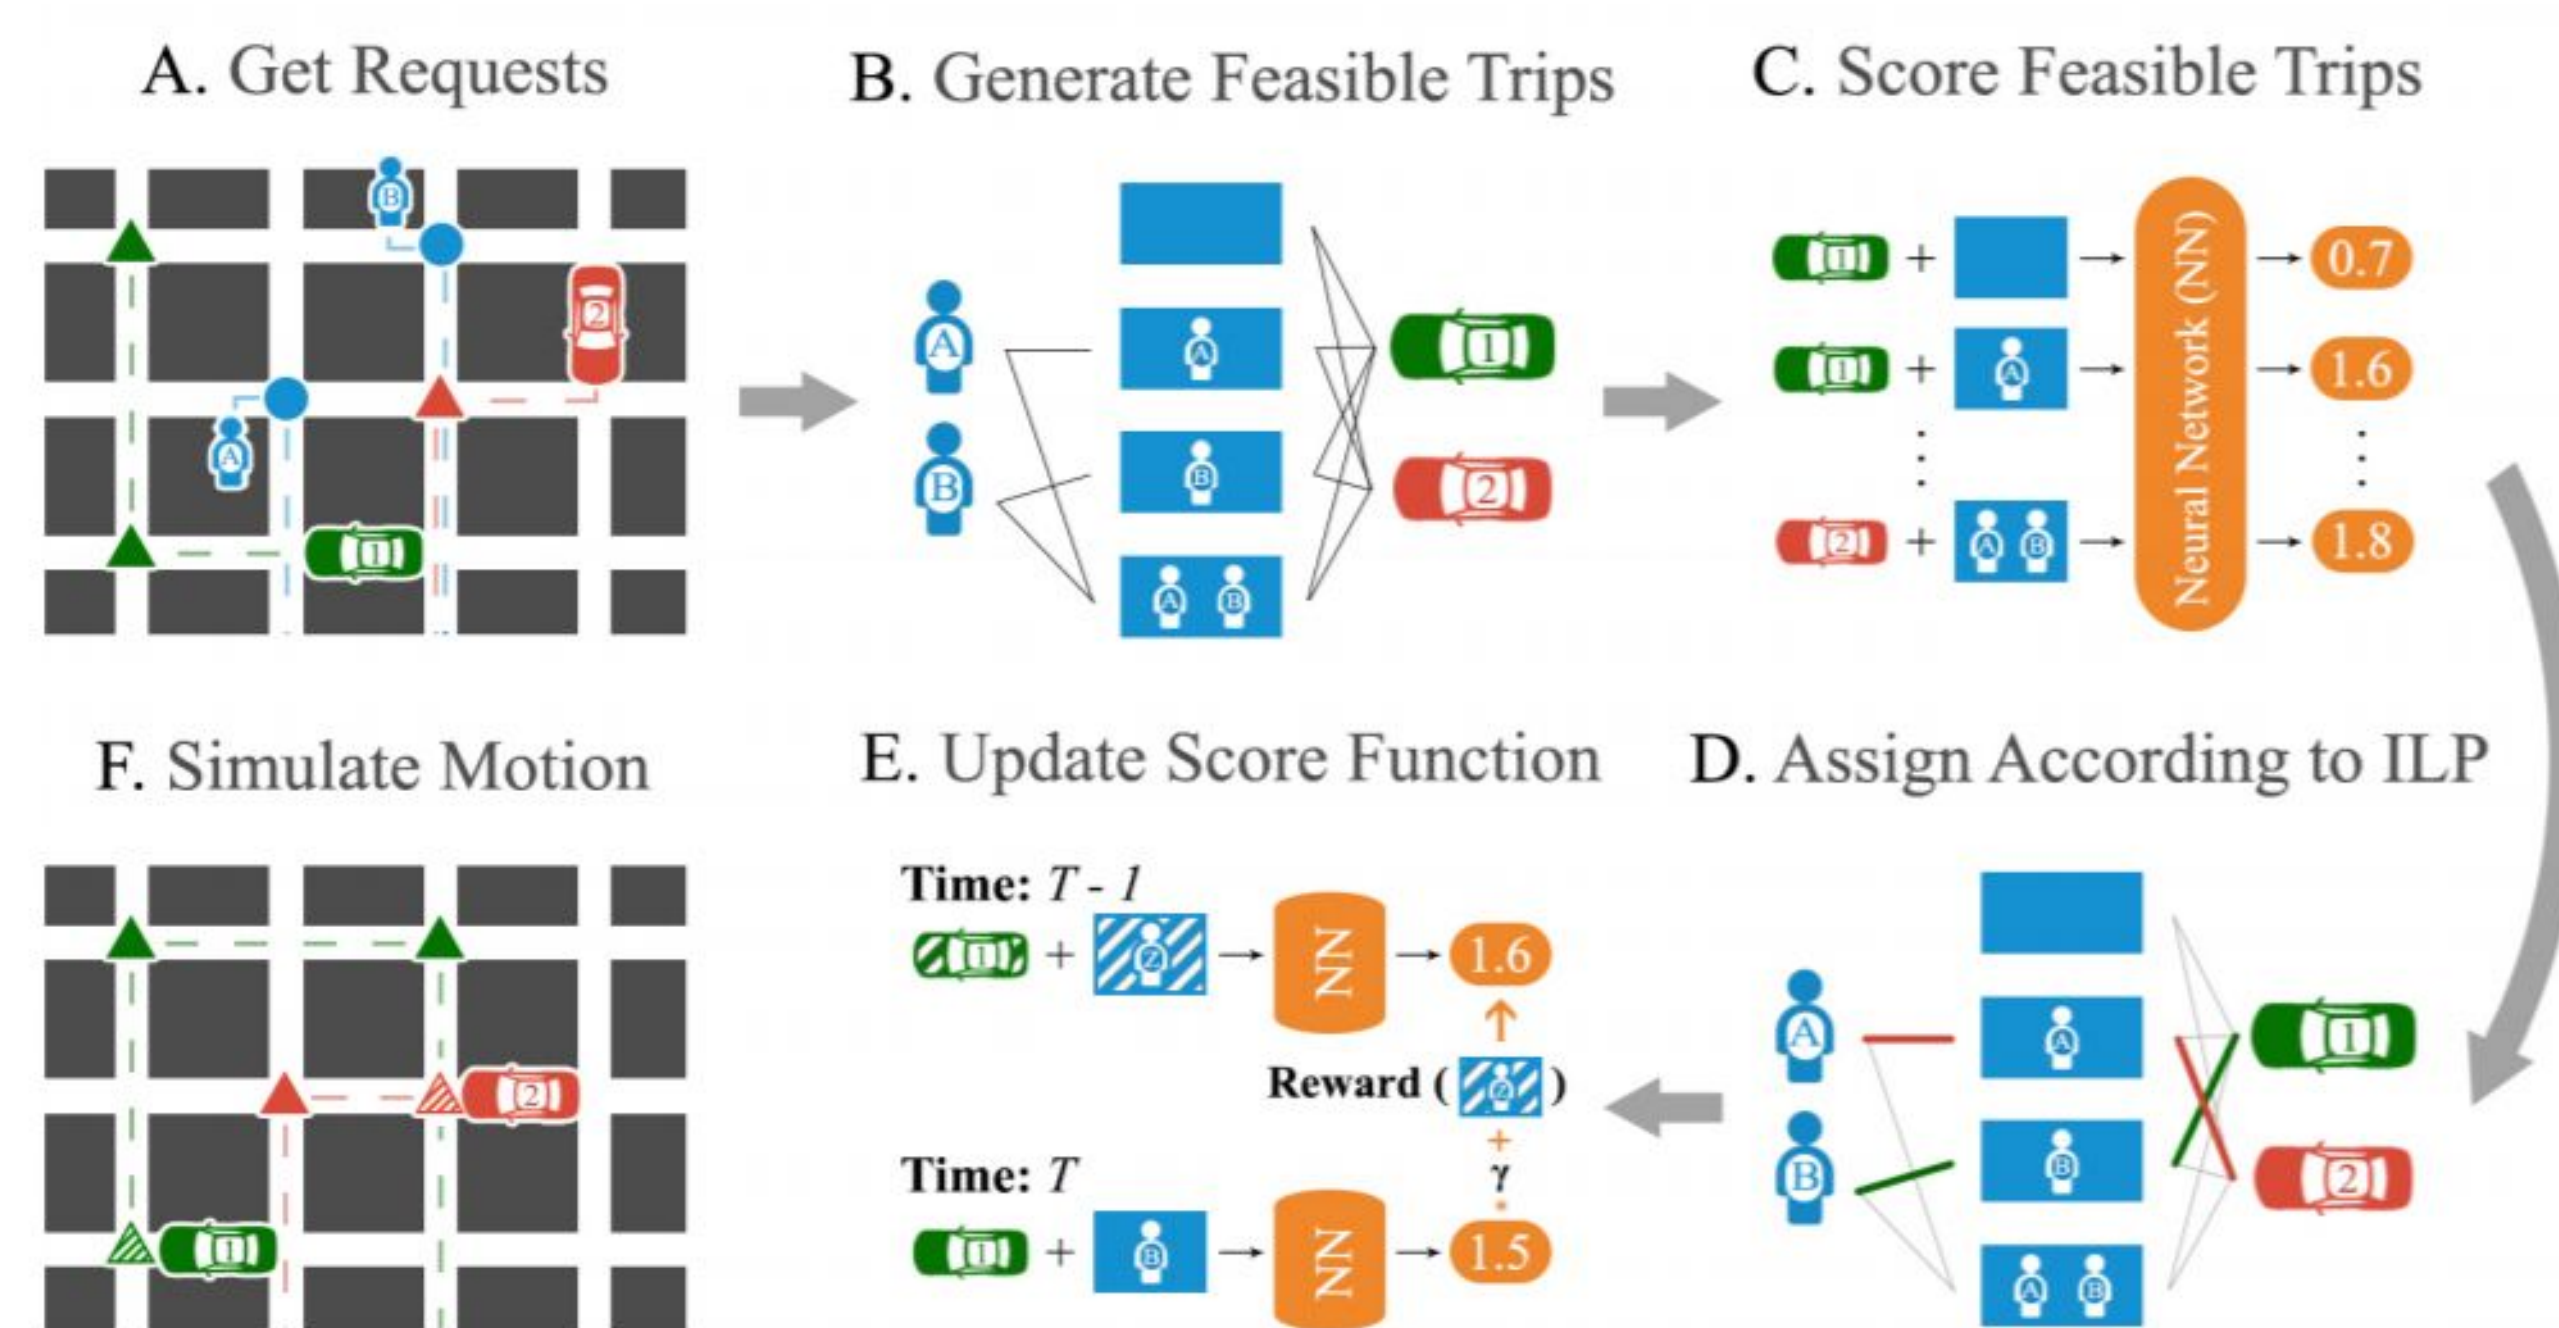 A. Get Requests
B
2
A
1
B. Generate Feasible Trips
A
B
A
B
A B
1
2
C. Score Feasible Trips
1 + → 0.7
1 + A → 1.6
2 + A B → 1.8
Neural Network (NN)
D. Assign According to ILP
A
B
A
B
A B
1
2
E. Update Score Function
Time: T - 1
1 + Z → NN → 1.6
Reward ( Z )
+
γ
·
Time: T
1 + B → NN → 1.5
F. Simulate Motion
2
1